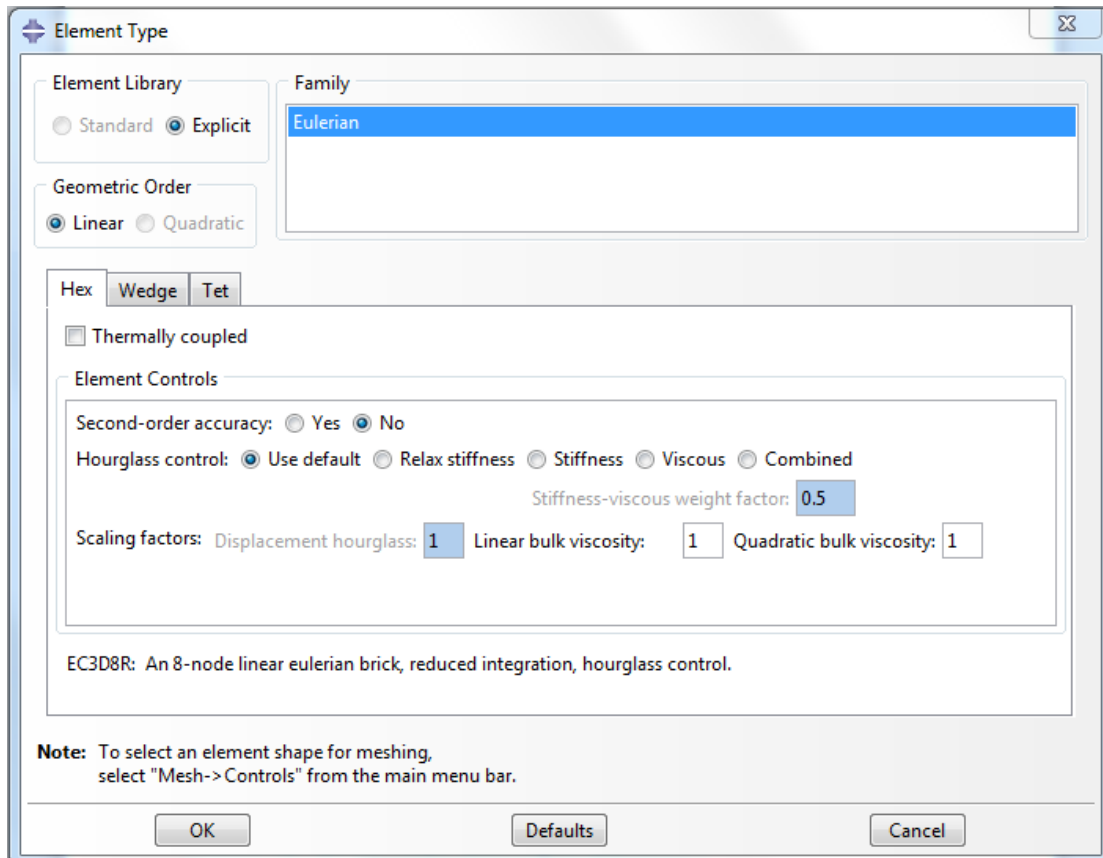 Element Type
Element Library
Standard Explicit
Family
Eulerian
Geometric Order
Linear Quadratic
Hex Wedge Tet
Thermally coupled
Element Controls
Second-order accuracy: Yes No
Hourglass control: Use default Relax stiffness Stiffness Viscous Combined
Stiffness-viscous weight factor: 0.5
Scaling factors: Displacement hourglass: 1 Linear bulk viscosity: 1 Quadratic bulk viscosity: 1
EC3D8R: An 8-node linear eulerian brick, reduced integration, hourglass control.
Note: To select an element shape for meshing,
select "Mesh->Controls" from the main menu bar.
OK Defaults Cancel